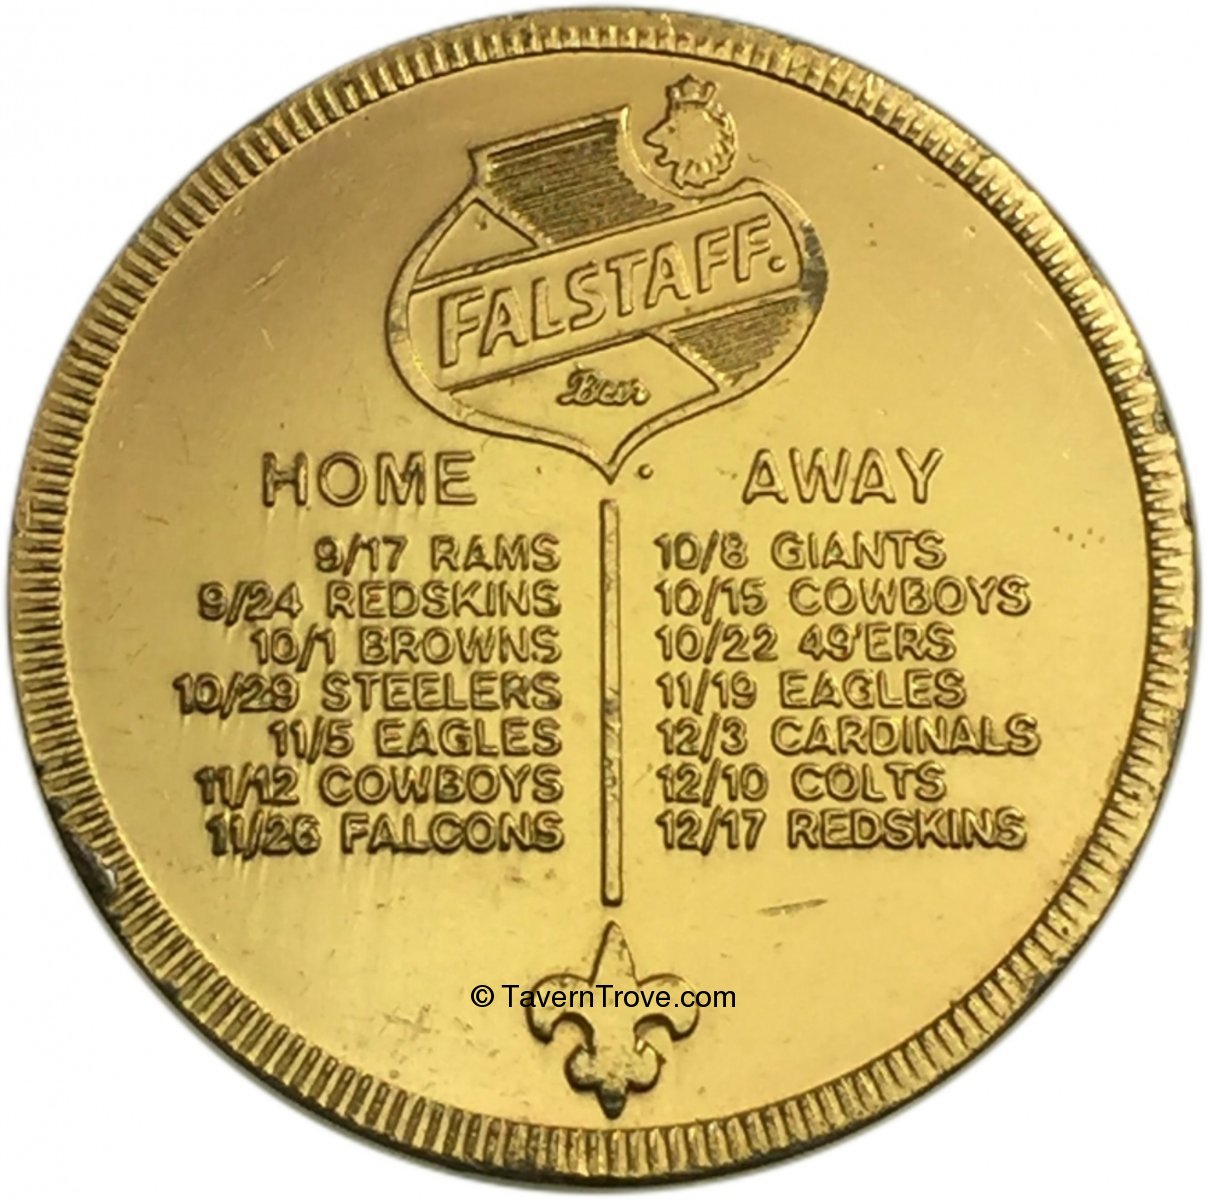 FALSTAFF.
Beer
HOME
9/17 RAMS
9/24 REDSKINS
10/1 BROWNS
10/29 STEELERS
11/5 EAGLES
11/12 COWBOYS
11/26 FALCONS
AWAY
10/8 GIANTS
10/15 COWBOYS
10/22 49'ERS
11/19 EAGLES
12/3 CARDINALS
12/10 COLTS
12/17 REDSKINS
© TavernTrove.com